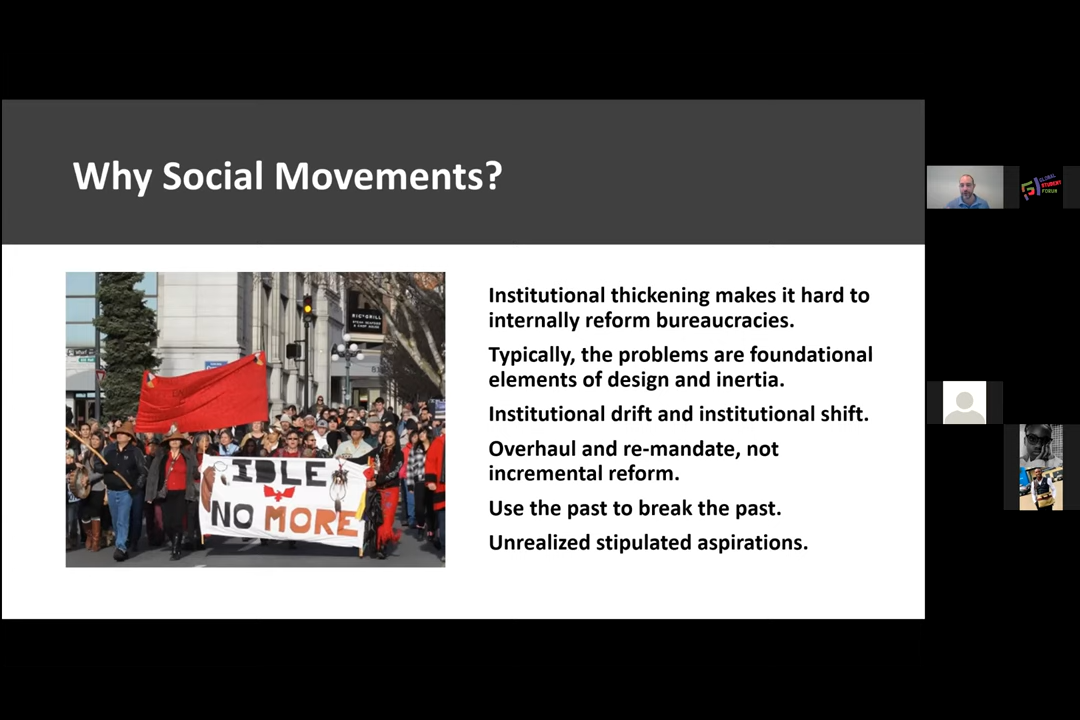 Why Social Movements?
Institutional thickening makes it hard to
internally reform bureaucracies.
Typically, the problems are foundational
elements of design and inertia.
Institutional drift and institutional shift.
Overhaul and re-mandate, not
incremental reform.
Use the past to break the past.
Unrealized stipulated aspirations.
IDLE
NO MORE
GLOBAL
STUDENT
FORUM